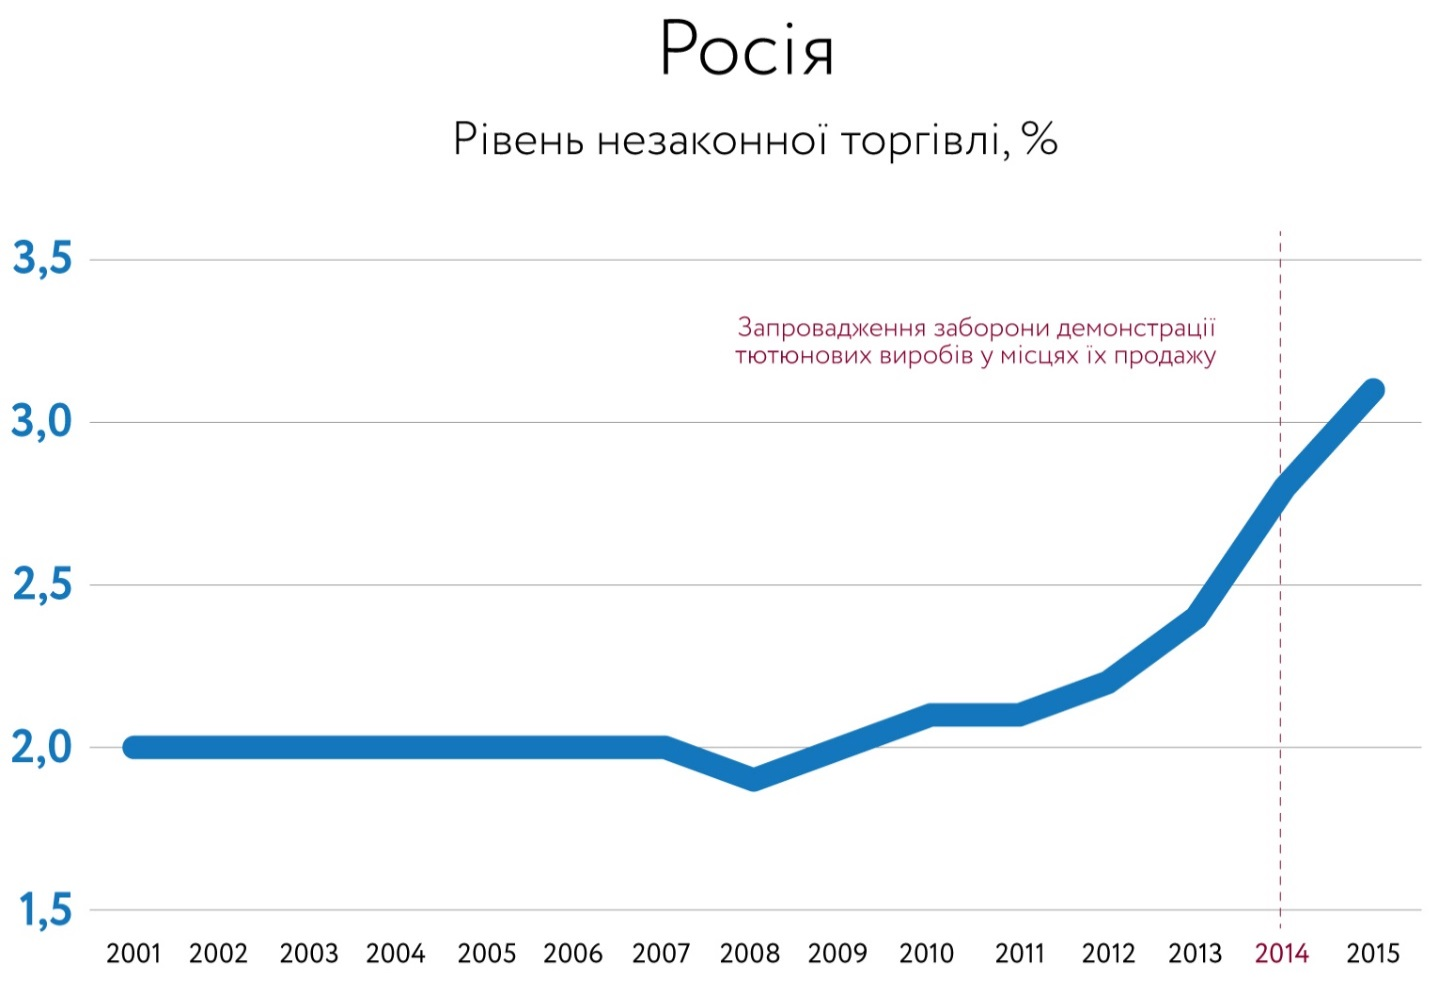 Росія
Рівень незаконної торгівлі, %
3,5
Запровадження заборони демонстрації
тютюнових виробів у місцях їх продажу
3,0
2,5
2,0
1,5
2001 2002 2003 2004 2005 2006 2007 2008 2009 2010 2011 2012 2013 2014 2015